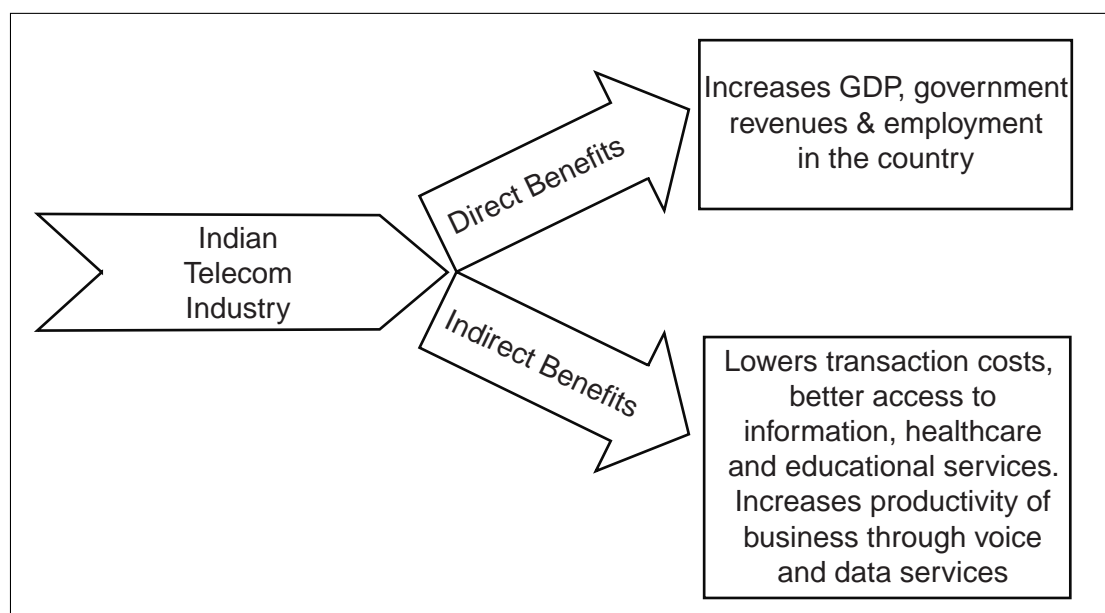 Indian
Telecom
Industry
Direct Benefits
Increases GDP, government
revenues & employment
in the country
Indirect Benefits
Lowers transaction costs,
better access to
information, healthcare
and educational services.
Increases productivity of
business through voice
and data services